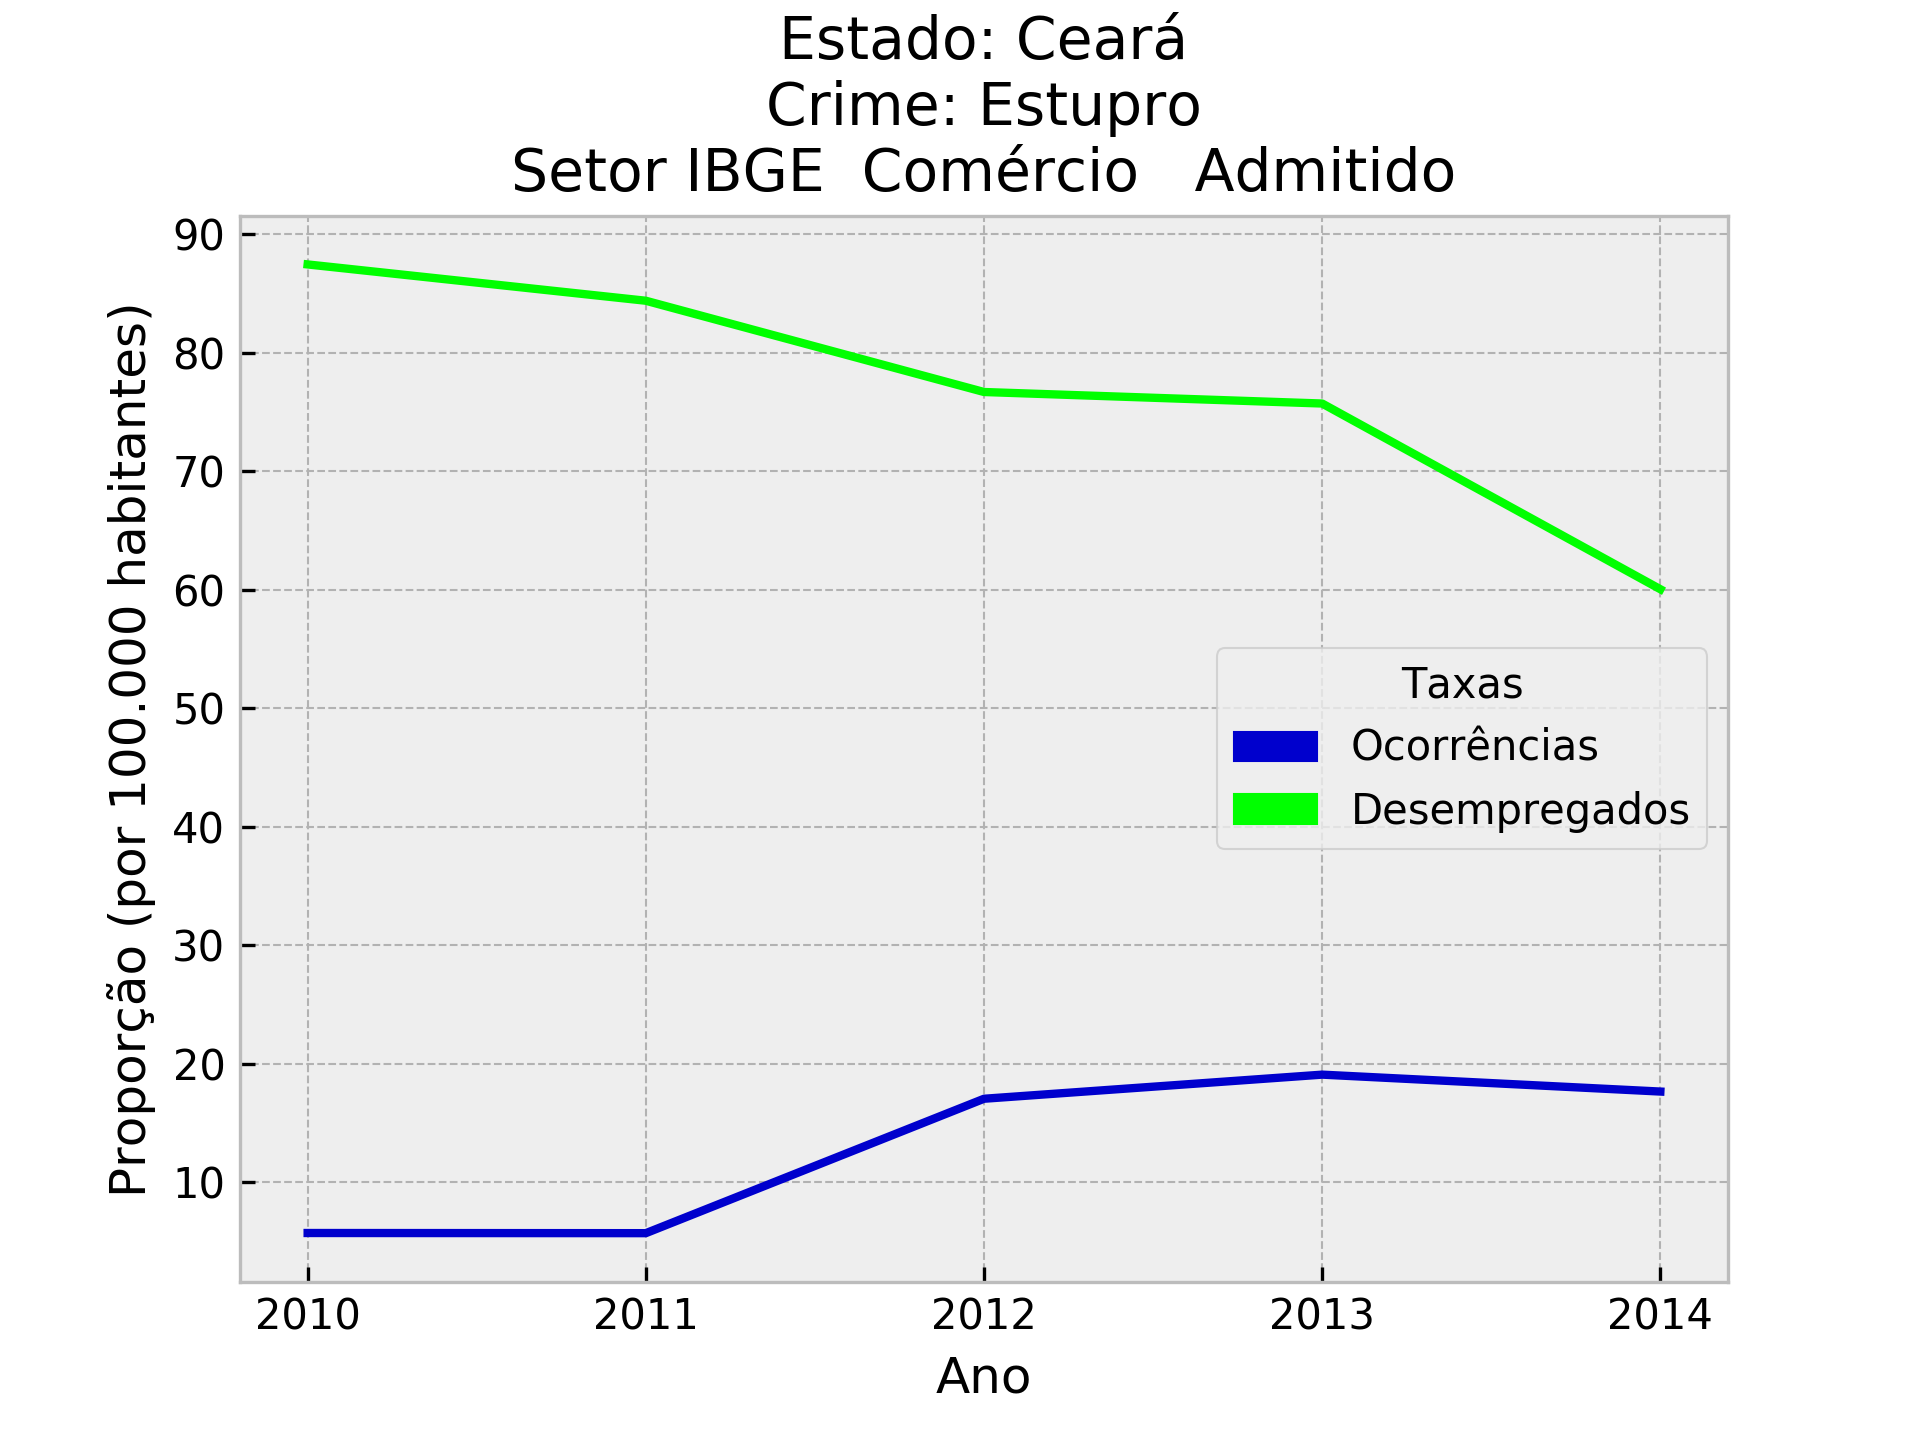 Estado: Ceará
Crime: Estupro
Setor IBGE  Comércio   Admitido
Proporção (por 100.000 habitantes)
90
80
70
60
50
40
30
20
10
Taxas
Ocorrências
Desempregados
2010 2011 2012 2013 2014
Ano